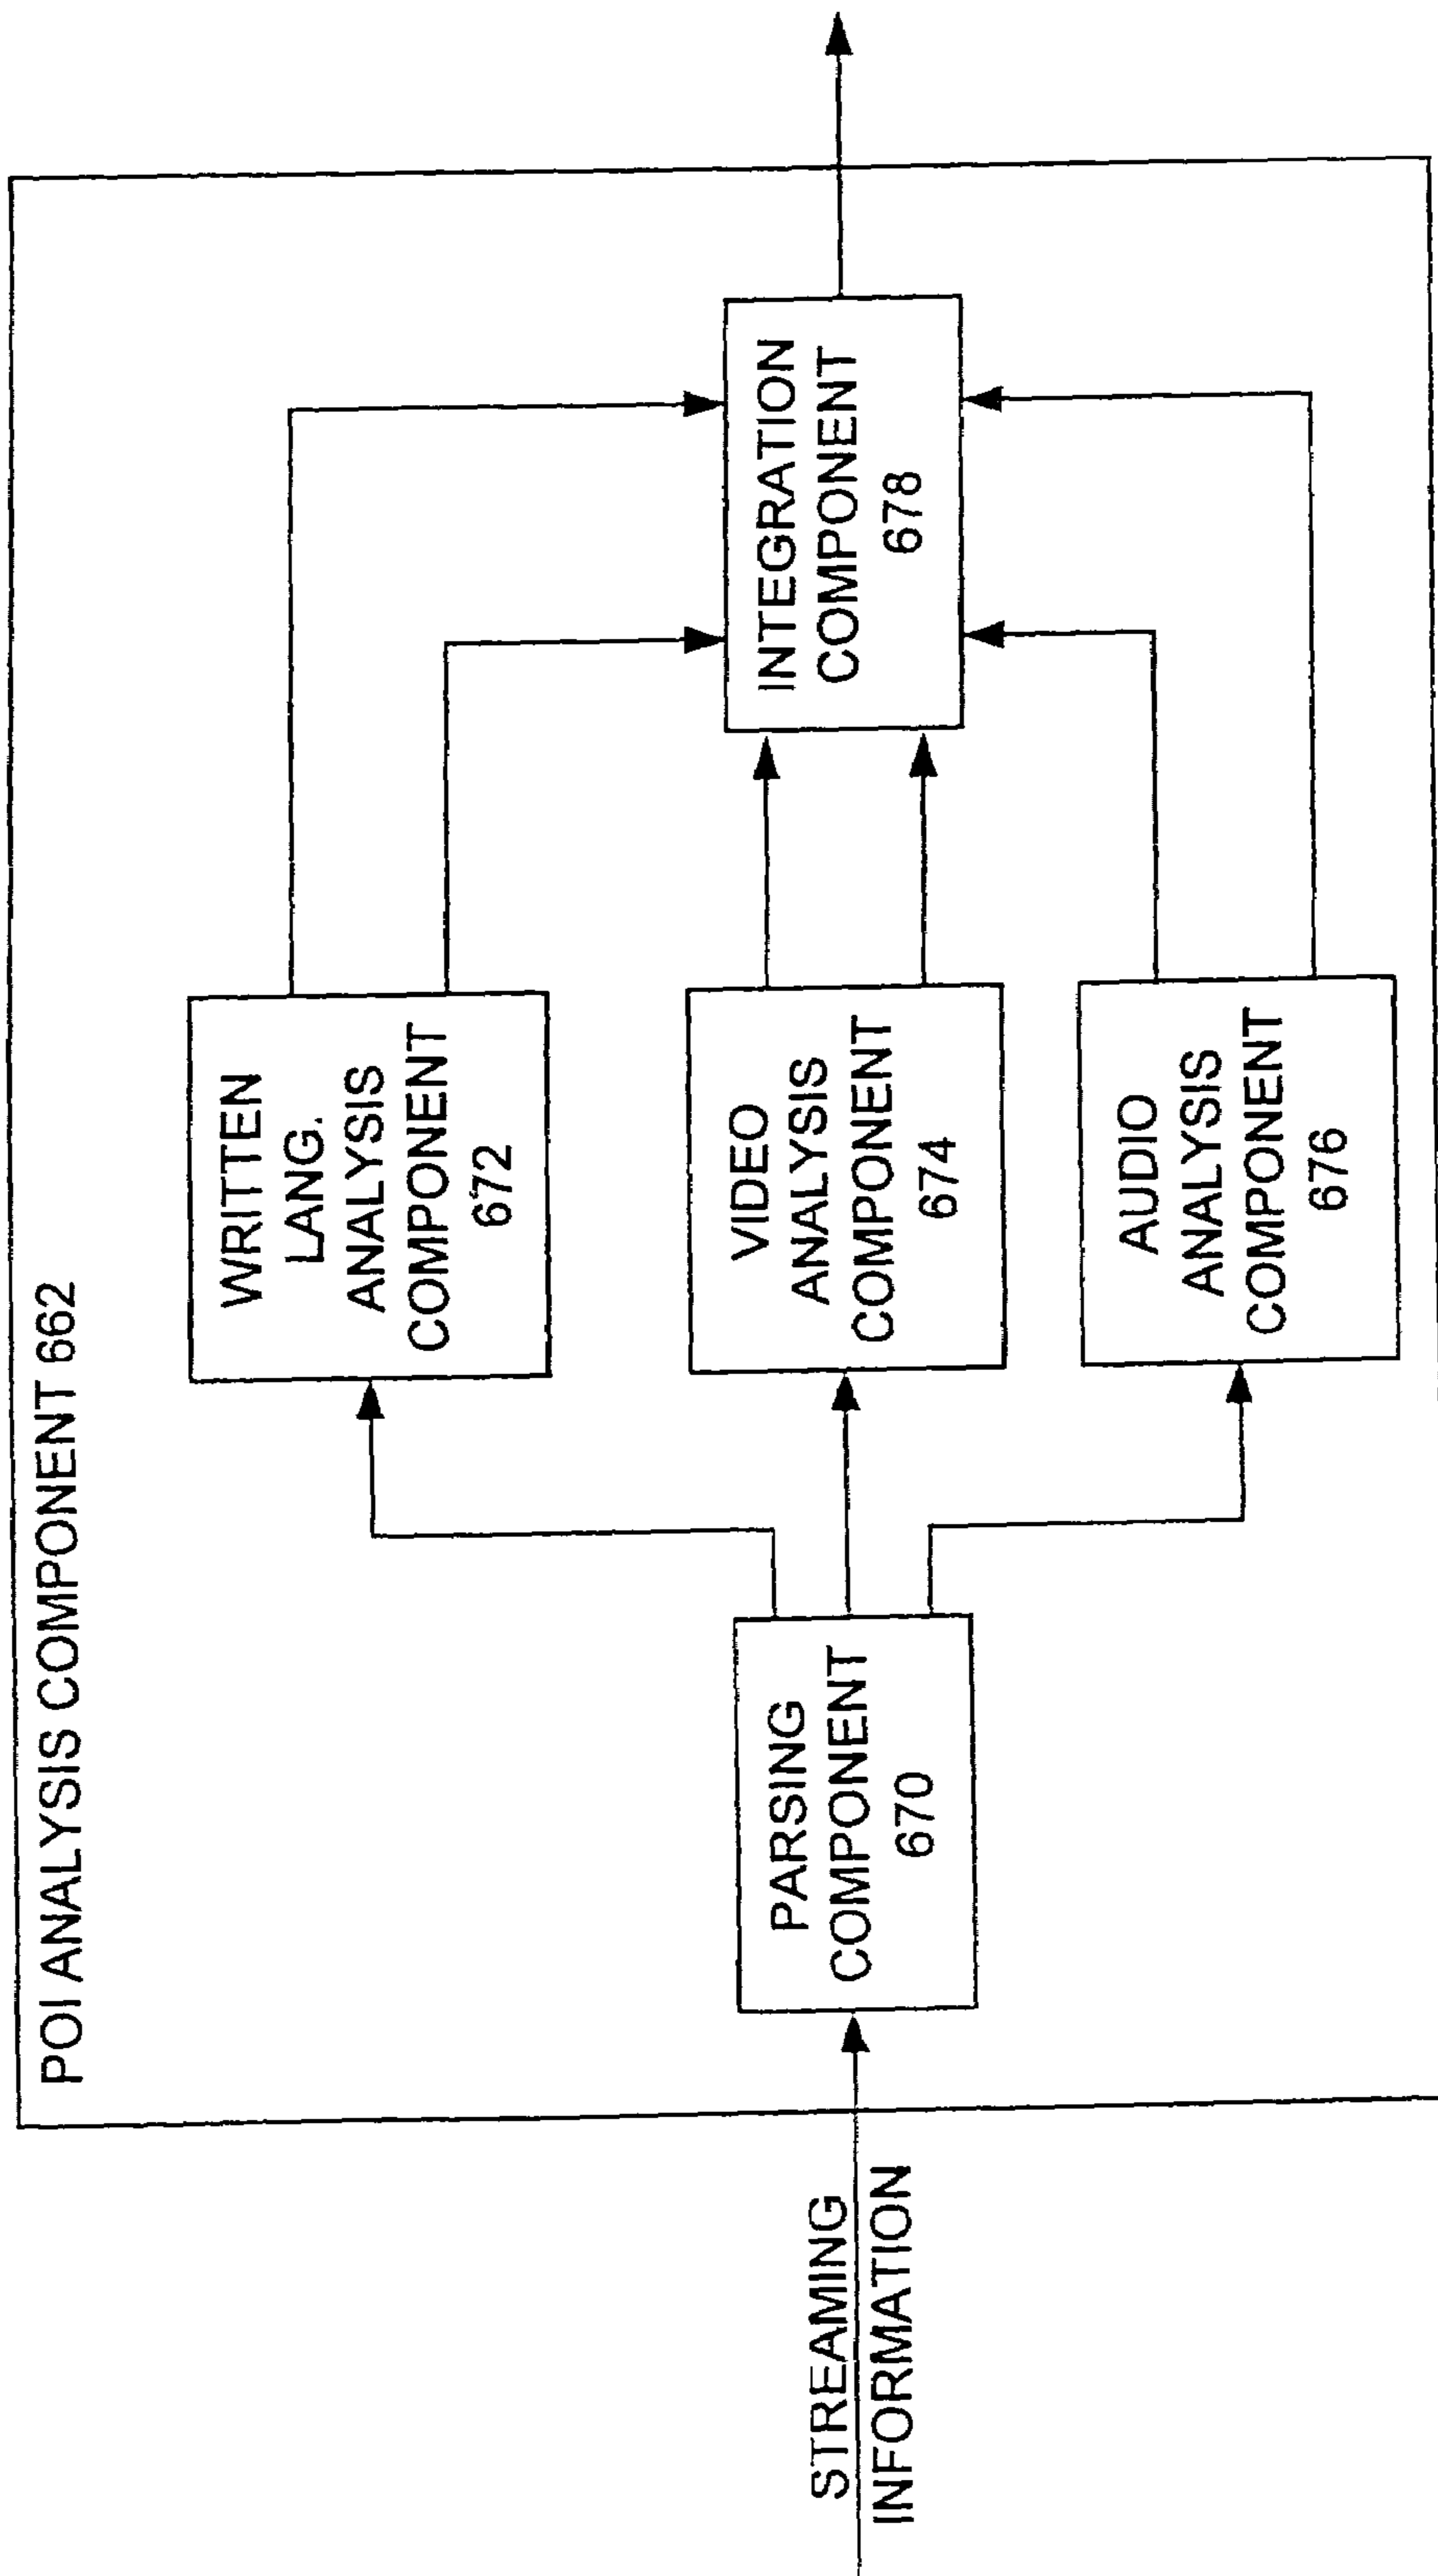 POI ANALYSIS COMPONENT 662
STREAMING
INFORMATION
PARSING
COMPONENT
670
WRITTEN
LANG.
ANALYSIS
COMPONENT
672
VIDEO
ANALYSIS
COMPONENT
674
AUDIO
ANALYSIS
COMPONENT
676
INTEGRATION
COMPONENT
678